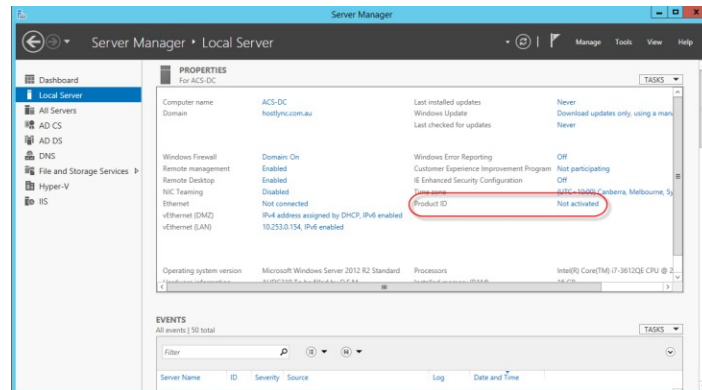 Server Manager
Server Manager • Local Server
Manage Tools View Help
Dashboard
Local Server
All Servers
AD CS
AD DS
DNS
File and Storage Services
Hyper-V
IIS
PROPERTIES
For ACS-DC
TASKS
Computer name ACS-DC Last installed updates Never
Domain hostlync.com.au Windows Update Download updates only, using a
Last checked for updates Never
Windows Firewall Domain: On Windows Error Reporting Off
Remote management Enabled Customer Experience Improvement Program Not participating
Remote Desktop Enabled IE Enhanced Security Configuration Off
NIC Teaming Disabled Time zone (UTC+10:00) Canberra, Melbourne,
Ethernet Not connected Product ID Not activated
vEthernet (DMZ) IPv4 address assigned by DHCP, IPv6 enabled
vEthernet (LAN) 10.253.0.154, IPv6 enabled
Operating system version Microsoft Windows Server 2012 R2 Standard Processors Intel(R) Core(TM) i7-3612QE CPU @
EVENTS
All events | 50 total
TASKS
Filter
Server Name ID Severity Source Log Date and Time